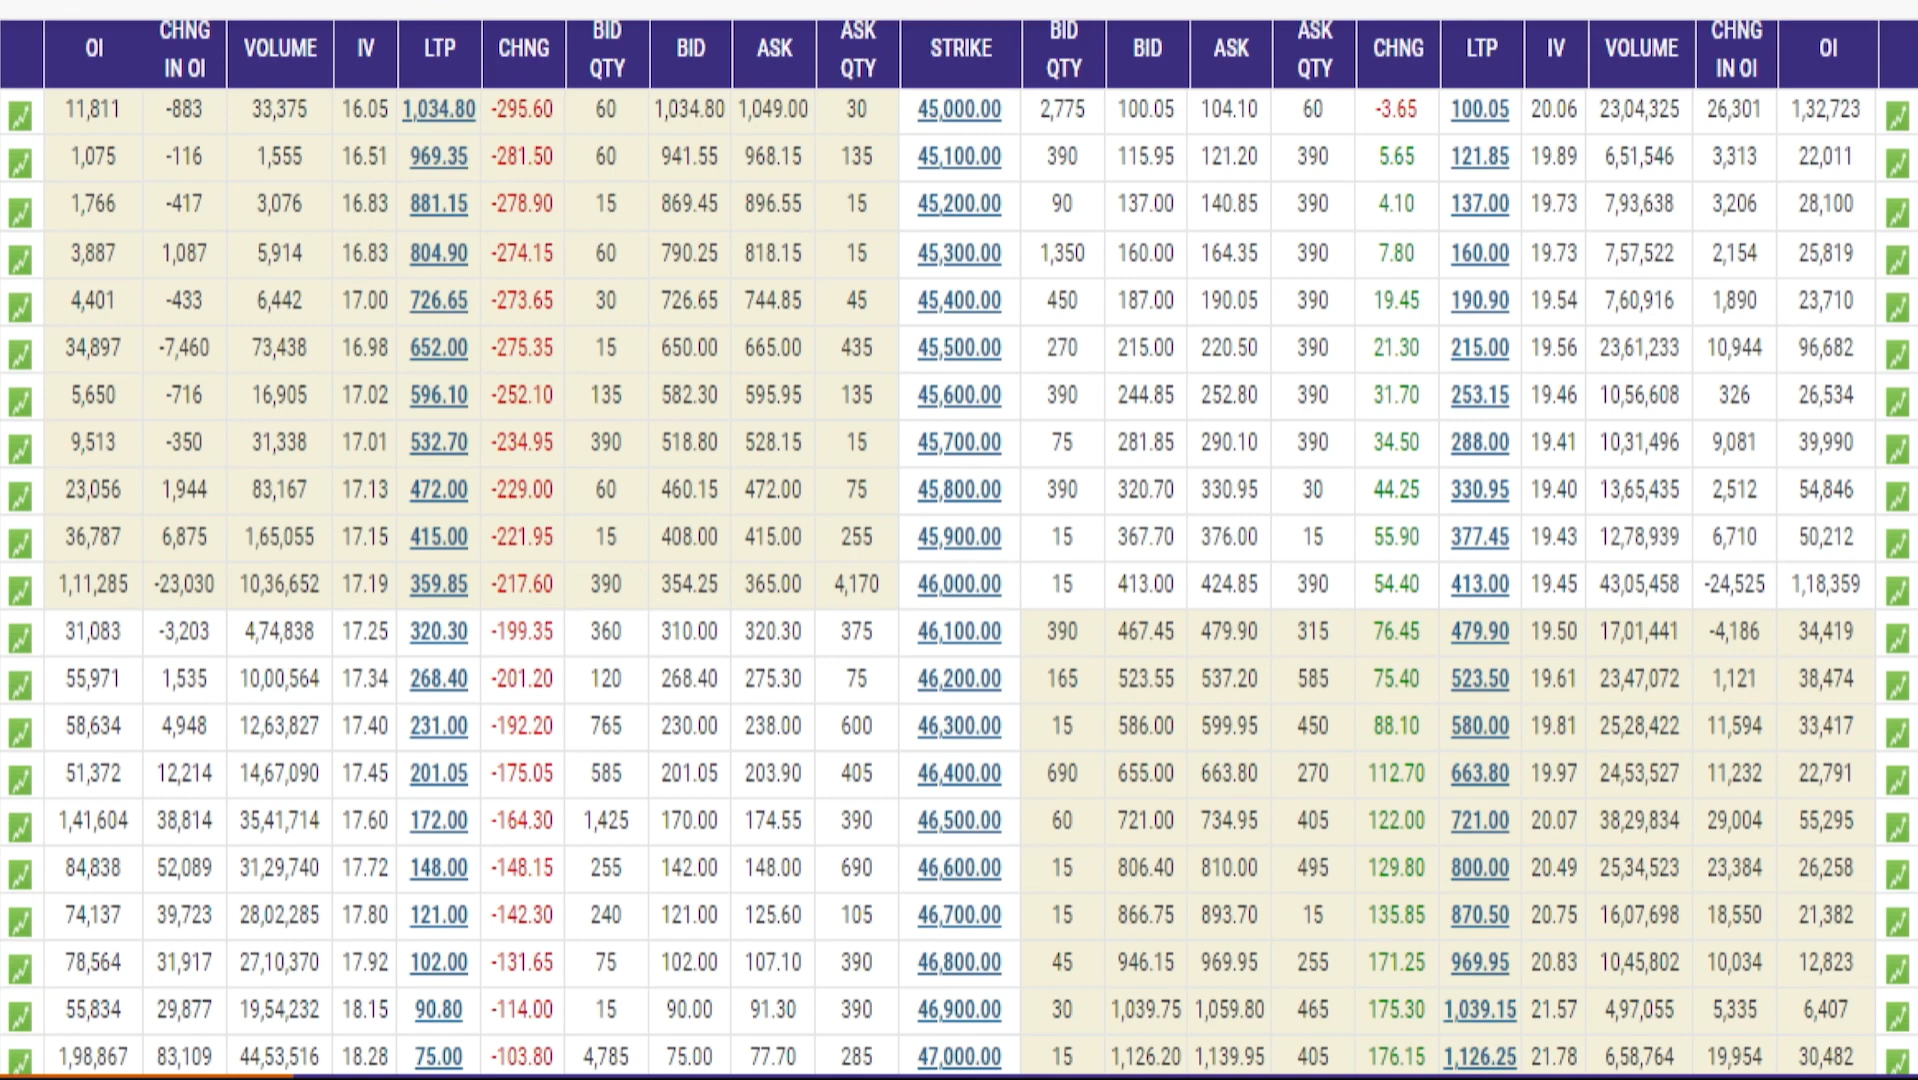 OI CHNG IN OI VOLUME IV LTP CHNG BID QTY BID ASK ASK QTY STRIKE BID QTY BID ASK ASK QTY CHNG LTP IV VOLUME CHNG IN OI OI
11,811 -883 33,375 16.05 1,034.80 -295.60 60 1,034.80 1,049.00 30 45,000.00 2,775 100.05 104.10 60 -3.65 100.05 20.06 23,04,325 26,301 1,32,723
1,075 -116 1,555 16.51 969.35 -281.50 60 941.55 968.15 135 45,100.00 390 115.95 121.20 390 5.65 121.85 19.89 6,51,546 3,313 22,011
1,766 -417 3,076 16.83 881.15 -278.90 15 869.45 896.55 15 45,200.00 90 137.00 140.85 390 4.10 137.00 19.73 7,93,638 3,206 28,100
3,887 1,087 5,914 16.83 804.90 -274.15 60 790.25 818.15 15 45,300.00 1,350 160.00 164.35 390 7.80 160.00 19.73 7,57,522 2,154 25,819
4,401 -433 6,442 17.00 726.65 -273.65 30 726.65 744.85 45 45,400.00 450 187.00 190.05 390 19.45 190.90 19.54 7,60,916 1,890 23,710
34,897 -7,460 73,438 16.98 652.00 -275.35 15 650.00 665.00 435 45,500.00 270 215.00 220.50 390 21.30 215.00 19.56 23,61,233 10,944 96,682
5,650 -716 16,905 17.02 596.10 -252.10 135 582.30 595.95 135 45,600.00 390 244.85 252.80 390 31.70 253.15 19.46 10,56,608 326 26,534
9,513 -350 31,338 17.01 532.70 -234.95 390 518.80 528.15 15 45,700.00 75 281.85 290.10 390 34.50 288.00 19.41 10,31,496 9,081 39,990
23,056 1,944 83,167 17.13 472.00 -229.00 60 460.15 472.00 75 45,800.00 390 320.70 330.95 30 44.25 330.95 19.40 13,65,435 2,512 54,846
36,787 6,875 1,65,055 17.15 415.00 -221.95 15 408.00 415.00 255 45,900.00 15 367.70 376.00 15 55.90 377.45 19.43 12,78,939 6,710 50,212
1,11,285 -23,030 10,36,652 17.19 359.85 -217.60 390 354.25 365.00 4,170 46,000.00 15 413.00 424.85 390 54.40 413.00 19.45 43,05,458 -24,525 1,18,359
31,083 -3,203 4,74,838 17.25 320.30 -199.35 360 310.00 320.30 375 46,100.00 390 467.45 479.90 315 76.45 479.90 19.50 17,01,441 -4,186 34,419
55,971 1,535 10,00,564 17.34 268.40 -201.20 120 268.40 275.30 75 46,200.00 165 523.55 537.20 585 75.40 523.50 19.61 23,47,072 1,121 38,474
58,634 4,948 12,63,827 17.40 231.00 -192.20 765 230.00 238.00 600 46,300.00 15 586.00 599.95 450 88.10 580.00 19.81 25,28,422 11,594 33,417
51,372 12,214 14,67,090 17.45 201.05 -175.05 585 201.05 203.90 405 46,400.00 690 655.00 663.80 270 112.70 663.80 19.97 24,53,527 11,232 22,791
1,41,604 38,814 35,41,714 17.60 172.00 -164.30 1,425 170.00 174.55 390 46,500.00 60 721.00 734.95 405 122.00 721.00 20.07 38,29,834 29,004 55,295
84,838 52,089 31,29,740 17.72 148.00 -148.15 255 142.00 148.00 690 46,600.00 15 806.40 810.00 495 129.80 800.00 20.49 25,34,523 23,384 26,258
74,137 39,723 28,02,285 17.80 121.00 -142.30 240 121.00 125.60 105 46,700.00 15 866.75 893.70 15 135.85 870.50 20.75 16,07,698 18,550 21,382
78,564 31,917 27,10,370 17.92 102.00 -131.65 75 102.00 107.10 390 46,800.00 45 946.15 969.95 255 171.25 969.95 20.83 10,45,802 10,034 12,823
55,834 29,877 19,54,232 18.15 90.80 -114.00 15 90.00 91.30 390 46,900.00 30 1,039.75 1,059.80 465 175.30 1,039.15 21.57 4,97,055 5,335 6,407
1,98,867 83,109 44,53,516 18.28 75.00 -103.80 4,785 75.00 77.70 285 47,000.00 15 1,126.20 1,139.95 405 176.15 1,126.25 21.78 6,58,764 19,954 30,482